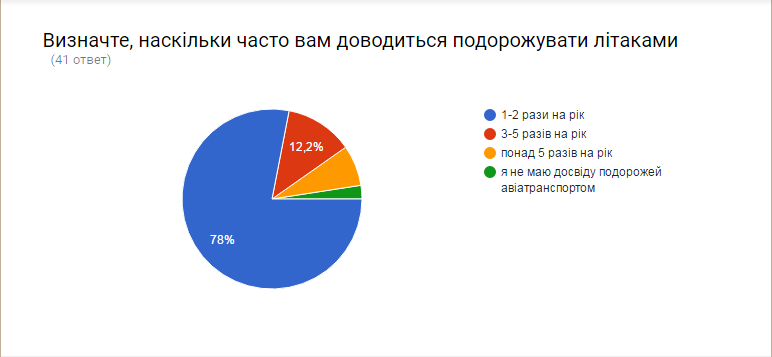 Визначте, наскільки часто вам доводиться подорожувати літаками
(41 ответ)
1-2 рази на рік
3-5 разів на рік
понад 5 разів на рік
я не маю досвіду подорожей
авіатранспортом
12,2%
78%